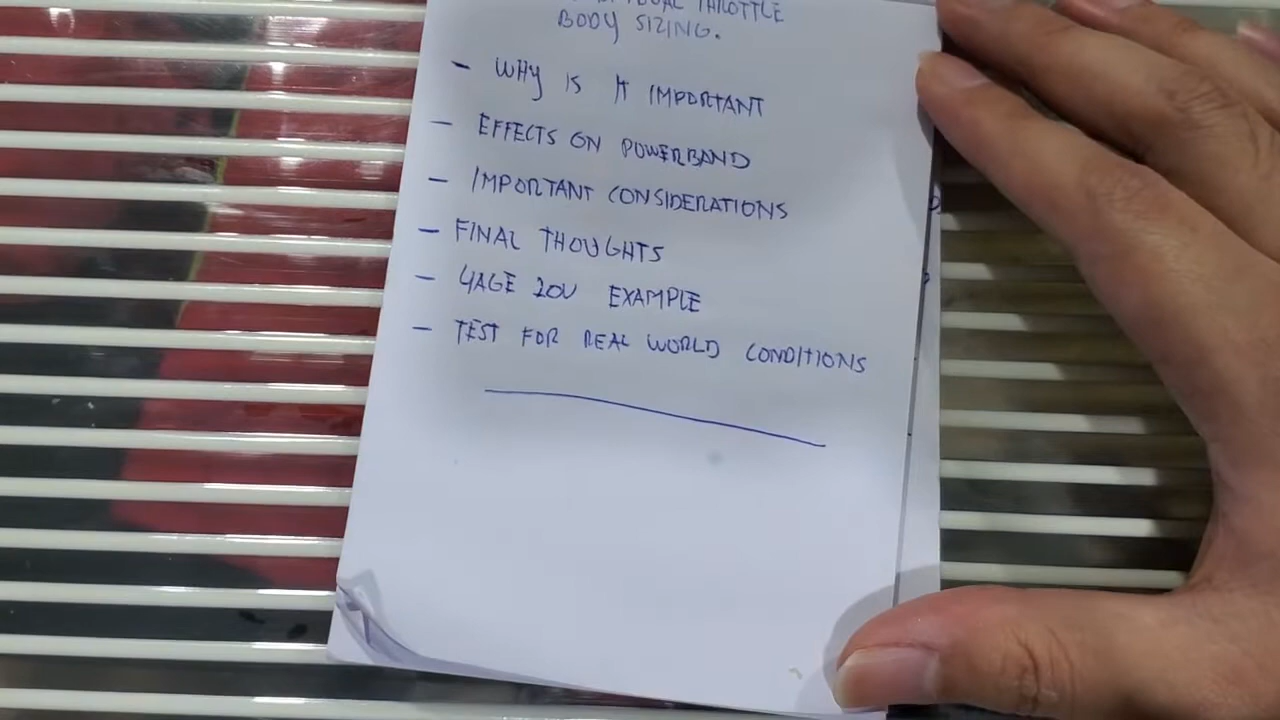 THROTTLE
BODY SIZING.
- WHY IS IT IMPORTANT
- EFFECTS ON POWERBAND
- IMPORTANT CONSIDERATIONS
- FINAL THOUGHTS
- 4AGE 20V EXAMPLE
- TEST FOR REAL WORLD CONDITIONS